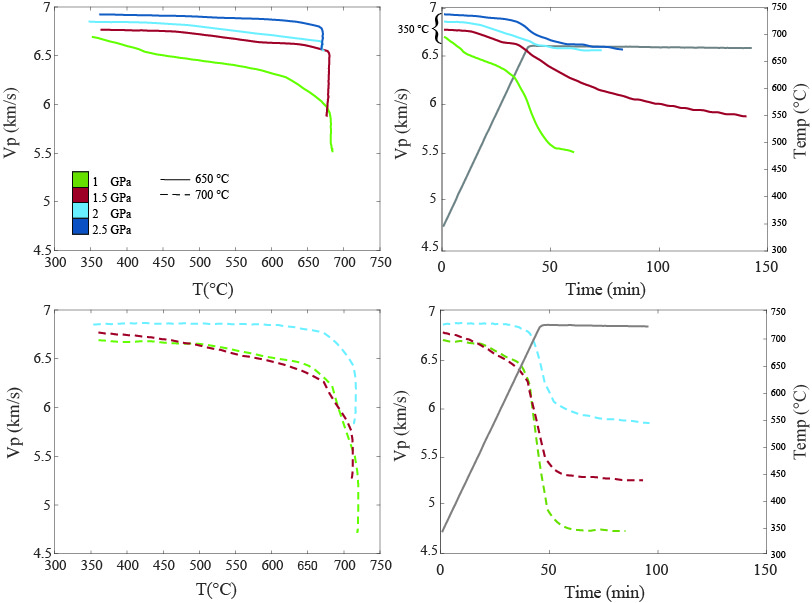 7
6.5
6
5.5
5
4.5
Vp (km/s)
1 GPa
1.5 GPa
2 GPa
2.5 GPa
650 °C
700 °C
300 350 400 450 500 550 600 650 700 750
T(°C)
7
6.5
6
5.5
5
4.5
Vp (km/s)
350 °C
750
700
650
600
550
500
450
400
350
300
Temp (°C)
0 50 100 150
Time (min)
7
6.5
6
5.5
5
4.5
Vp (km/s)
300 350 400 450 500 550 600 650 700 750
T(°C)
7
6.5
6
5.5
5
4.5
Vp (km/s)
750
700
650
600
550
500
450
400
350
300
Temp (°C)
0 50 100 150
Time (min)